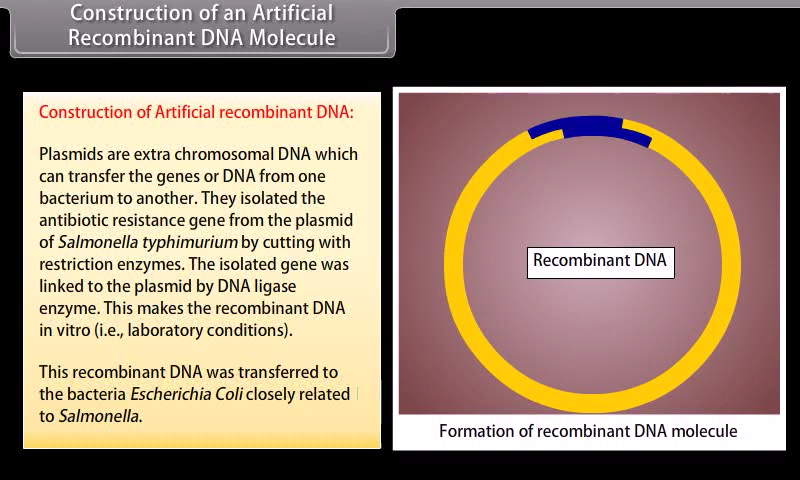 Construction of an Artificial
Recombinant DNA Molecule
Construction of Artificial recombinant DNA:
Plasmids are extra chromosomal DNA which
can transfer the genes or DNA from one
bacterium to another. They isolated the
antibiotic resistance gene from the plasmid
of Salmonella typhimurium by cutting with
restriction enzymes. The isolated gene was
linked to the plasmid by DNA ligase
enzyme. This makes the recombinant DNA
in vitro (i.e., laboratory conditions).
This recombinant DNA was transferred to
the bacteria Escherichia Coli closely related
to Salmonella.
Recombinant DNA
Formation of recombinant DNA molecule